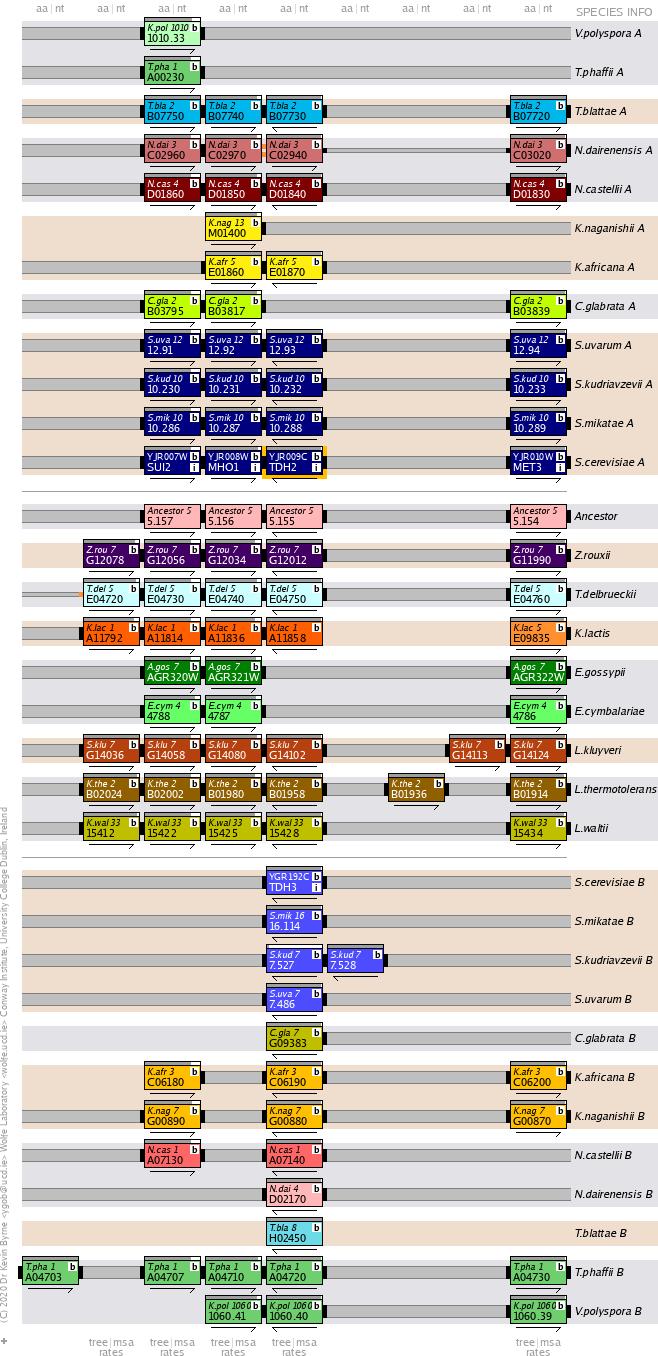 aa|nt aa|nt aa|nt aa|nt aa|nt aa|nt aa|nt aa|nt aa|nt SPECIES INFO
K.pol 1010 b
1010.33
V.polyspora A
T.pha 1 b
A00230
T.phaffii A
T.bla 2 b T.bla 2 b T.bla 2 b T.bla 2 b
B07750 B07740 B07730 B07720
T.blattae A
N.dai 3 b N.dai 3 b N.dai 3 b N.dai 3 b
C02960 C02970 C02940 C03020
N.dairenensis A
N.cas 4 b N.cas 4 b N.cas 4 b N.cas 4 b
D01860 D01850 D01840 D01830
N.castellii A
K.nag 13 b
M01400
K.naganishii A
K.afr 5 b K.afr 5 b
E01860 E01870
K.africana A
C.gla 2 b C.gla 2 b C.gla 2 b
B03795 B03817 B03839
C.glabrata A
S.uva 12 b S.uva 12 b S.uva 12 b S.uva 12 b
12.91 12.92 12.93 12.94
S.uvarum A
S.kud 10 b S.kud 10 b S.kud 10 b S.kud 10 b
10.230 10.231 10.232 10.233
S.kudriavzevii A
S.mik 10 b S.mik 10 b S.mik 10 b S.mik 10 b
10.286 10.287 10.288 10.289
S.mikatae A
YJR007W b YJR008W b YJR009C b YJR010W b
SUI2 i MHO1 i TDH2 i MET3 i
S.cerevisiae A
Ancestor 5 Ancestor 5 Ancestor 5 Ancestor 5
5.157 5.156 5.155 5.154
Ancestor
Z.rou 7 b Z.rou 7 b Z.rou 7 b Z.rou 7 b Z.rou 7 b
G12078 G12056 G12034 G12012 G11990
Z.rouxii
T.del 5 b T.del 5 b T.del 5 b T.del 5 b T.del 5 b
E04720 E04730 E04740 E04750 E04760
T.delbrueckii
K.lac 1 b K.lac 1 b K.lac 1 b K.lac 1 b K.lac 5 b
A11792 A11814 A11836 A11858 E09835
K.lactis
A.gos 7 b A.gos 7 b A.gos 7 b
AGR320W AGR321W AGR322W
E.gossypii
E.cym 4 b E.cym 4 b E.cym 4 b
4788 4787 4786
E.cymbalariae
S.klu 7 b S.klu 7 b S.klu 7 b S.klu 7 b S.klu 7 b S.klu 7 b
G14036 G14058 G14080 G14102 G14113 G14124
L.kluyveri
K.the 2 b K.the 2 b K.the 2 b K.the 2 b K.the 2 b K.the 2 b
B02024 B02002 B01980 B01958 B01936 B01914
L.thermotolerans
K.wal 33 b K.wal 33 b K.wal 33 b K.wal 33 b K.wal 33 b
15412 15422 15425 15428 15434
L.waltii
YGR192C b
TDH3 i
S.cerevisiae B
S.mik 16 b
16.114
S.mikatae B
S.kud 7 b S.kud 7 b
7.527 7.528
S.kudriavzevii B
S.uva 7 b
7.486
S.uvarum B
C.gla 7 b
G09383
C.glabrata B
K.afr 3 b K.afr 3 b K.afr 3 b
C06180 C06190 C06200
K.africana B
K.nag 7 b K.nag 7 b K.nag 7 b
G00890 G00880 G00870
K.naganishii B
N.cas 1 b N.cas 1 b
A07130 A07140
N.castellii B
N.dai 4 b
D02170
N.dairenensis B
T.bla 8 b
H02450
T.blattae B
T.pha 1 b T.pha 1 b T.pha 1 b T.pha 1 b T.pha 1 b
A04703 A04707 A04710 A04720 A04730
T.phaffii B
K.pol 1060 b K.pol 1060 b K.pol 1060 b
1060.41 1060.40 1060.39
V.polyspora B
tree|msa tree|msa tree|msa tree|msa tree|msa
rates rates rates rates rates
(C) 2020 Dr Kevin Byrne <ygob@ucd.ie> Wolfe Laboratory <wolfe.ucd.ie> Conway Institute, University College Dublin, Ireland